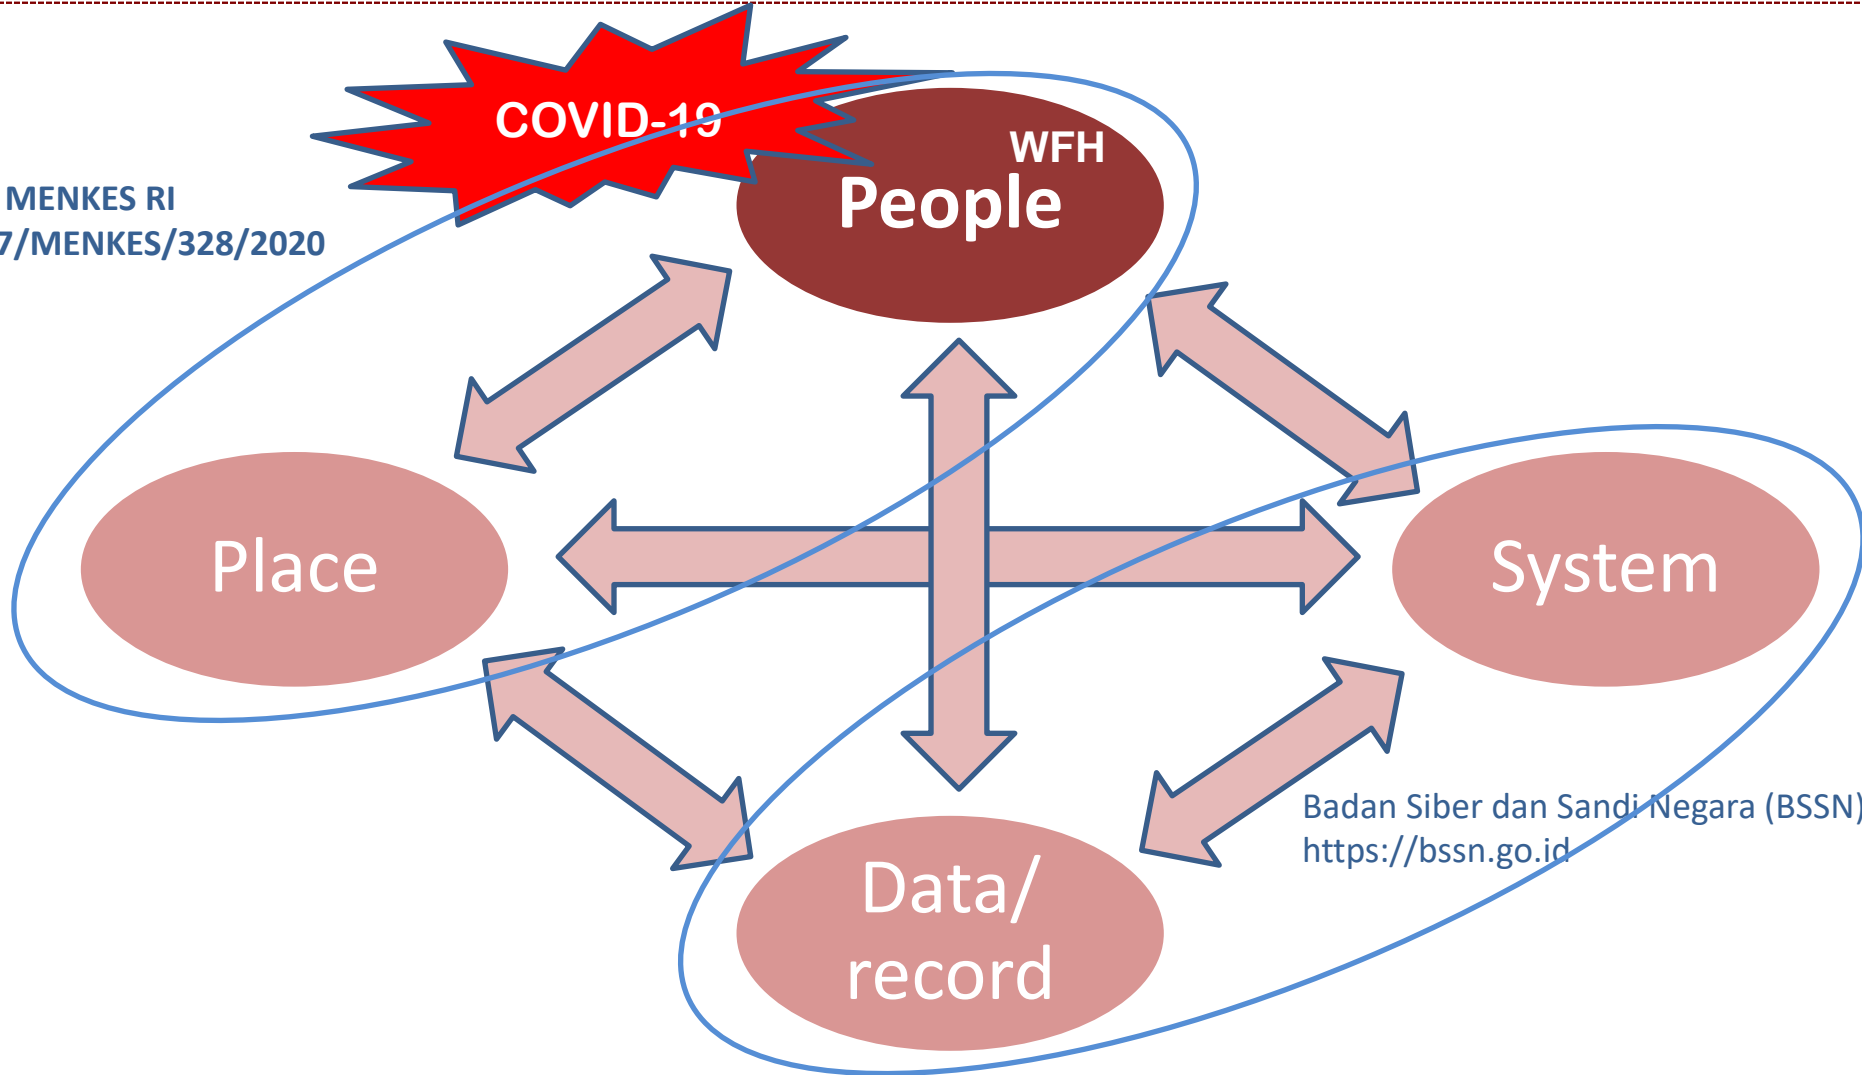 COVID-19
WFH
People
MENKES RI
7/MENKES/328/2020
Place
System
Badan Siber dan Sandi Negara (BSSN)
https://bssn.go.id
Data/
record